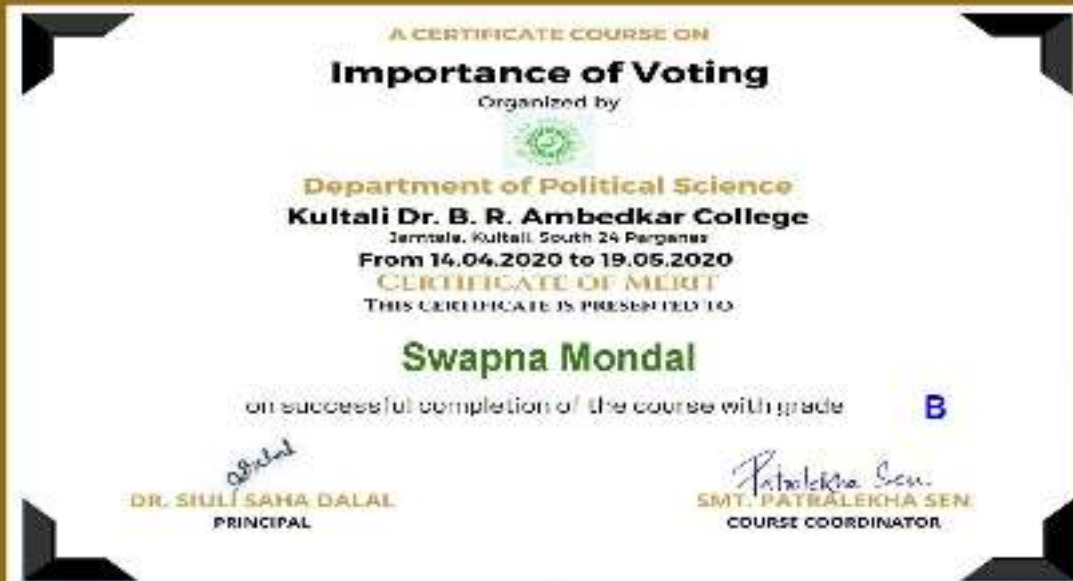 A CERTIFICATE COURSE ON
Importance of Voting
Organized by
Department of Political Science
Kultali Dr. B. R. Ambedkar College
Jamtala, Kultali, South 24 Parganas
From 14.04.2020 to 19.05.2020
CERTIFICATE OF MERIT
THIS CERTIFICATE IS PRESENTED TO
Swapna Mondal
on successful completion of the course with grade B
Patralekha Sen.
DR. SIULI SAHA DALAL
SMT. PATRALEKHA SEN
PRINCIPAL
COURSE COORDINATOR